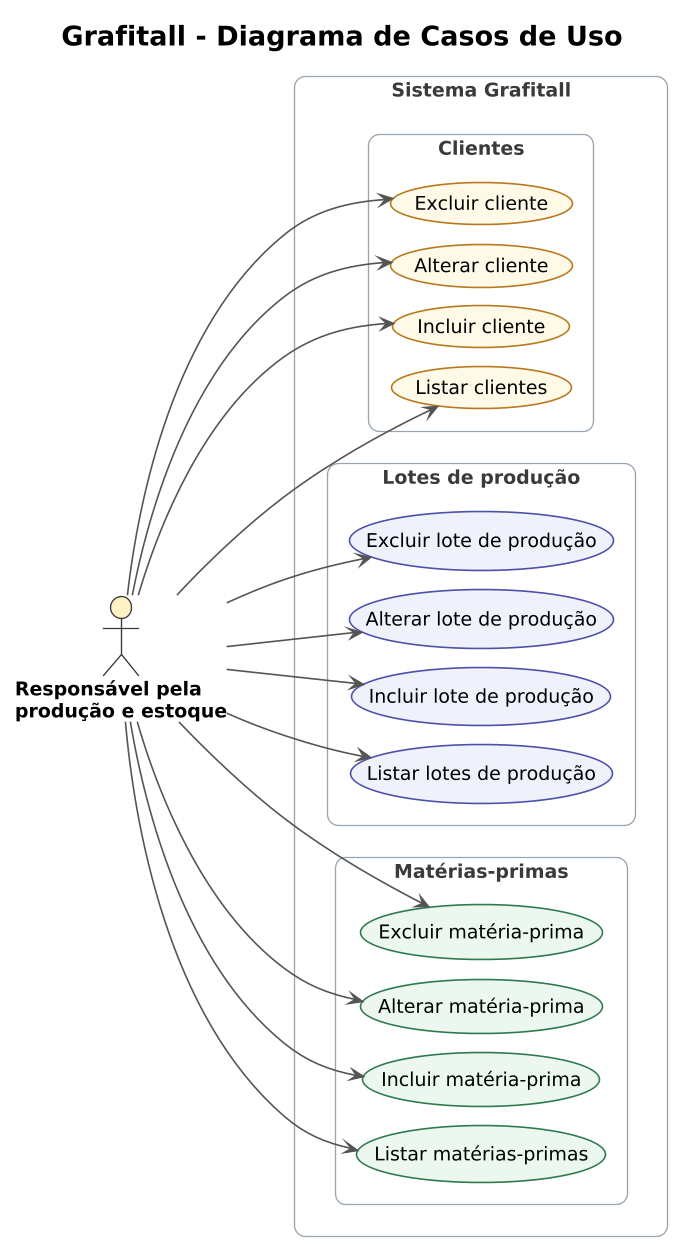 Grafitall - Diagrama de Casos de Uso
Sistema Grafitall
Clientes
Excluir cliente
Alterar cliente
Incluir cliente
Listar clientes
Lotes de produção
Excluir lote de produção
Alterar lote de produção
Incluir lote de produção
Listar lotes de produção
Responsável pela
produção e estoque
Matérias-primas
Excluir matéria-prima
Alterar matéria-prima
Incluir matéria-prima
Listar matérias-primas